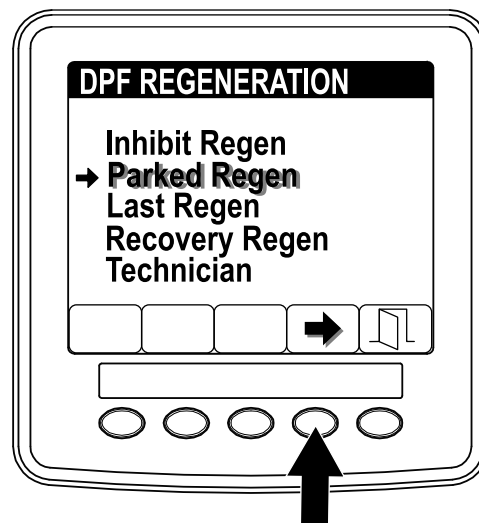 DPF REGENERATION
Inhibit Regen
Parked Regen
Last Regen
Recovery Regen
Technician